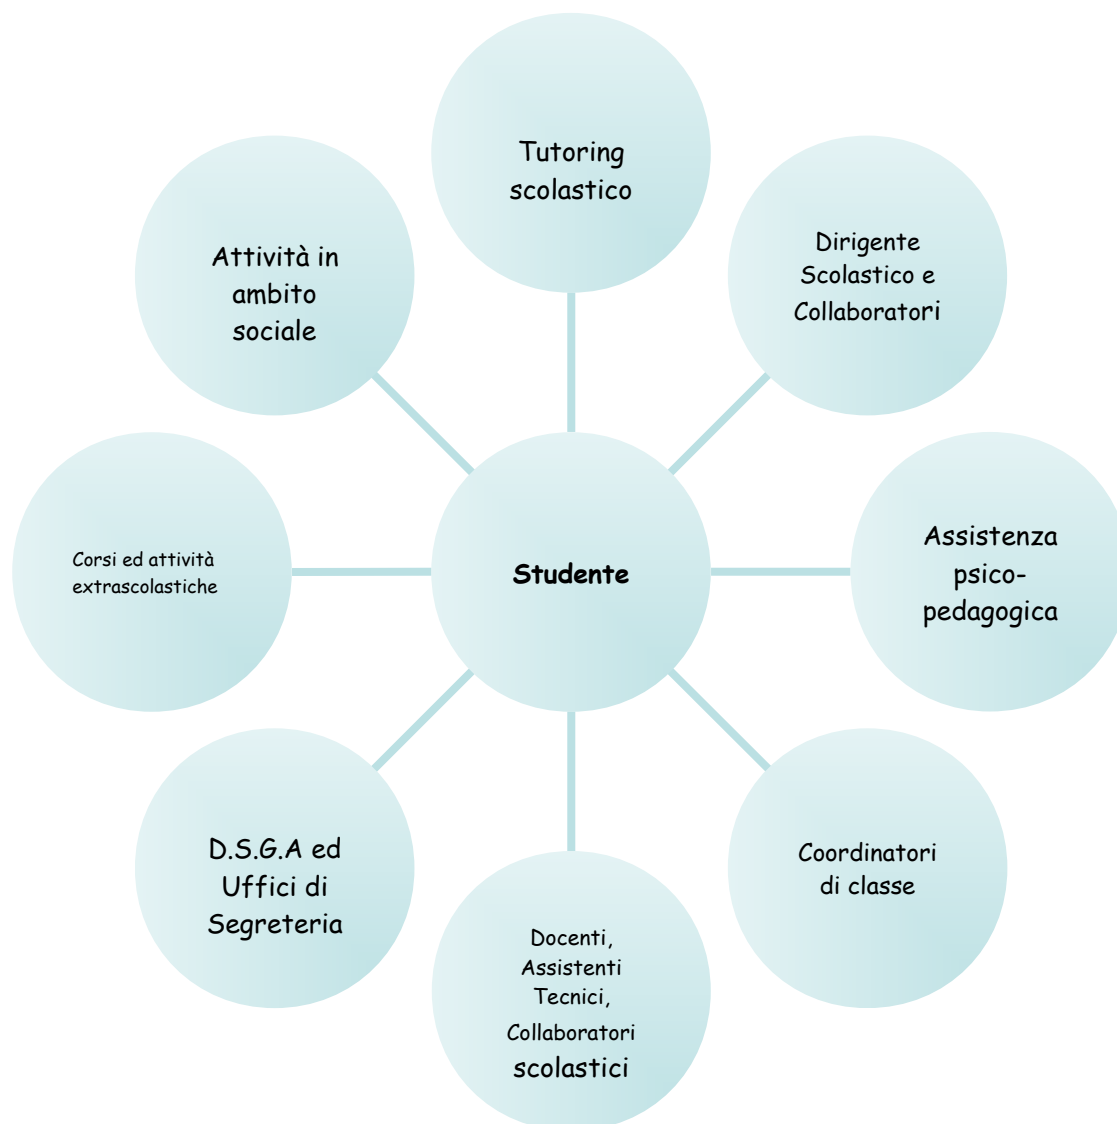 Tutoring
scolastico
Dirigente
Scolastico e
Collaboratori
Attività in
ambito
sociale
Assistenza
psico-
pedagogica
Studente
Corsi ed attività
extrascolastiche
Coordinatori
di classe
D.S.G.A ed
Uffici di
Segreteria
Docenti,
Assistenti
Tecnici,
Collaboratori
scolastici